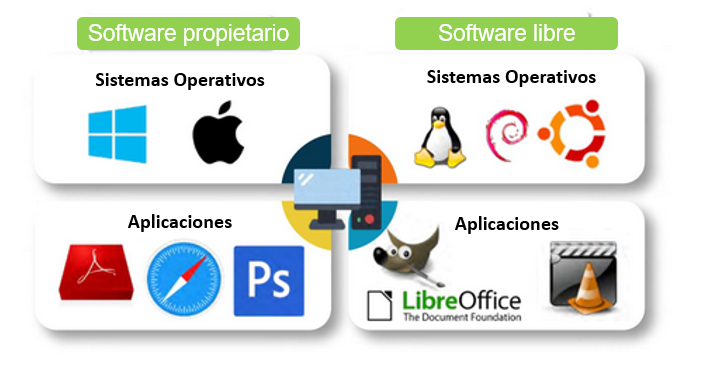 Software propietario
Software libre
Sistemas Operativos
Sistemas Operativos
Aplicaciones
Ps
Aplicaciones
LibreOffice
The Document Foundation